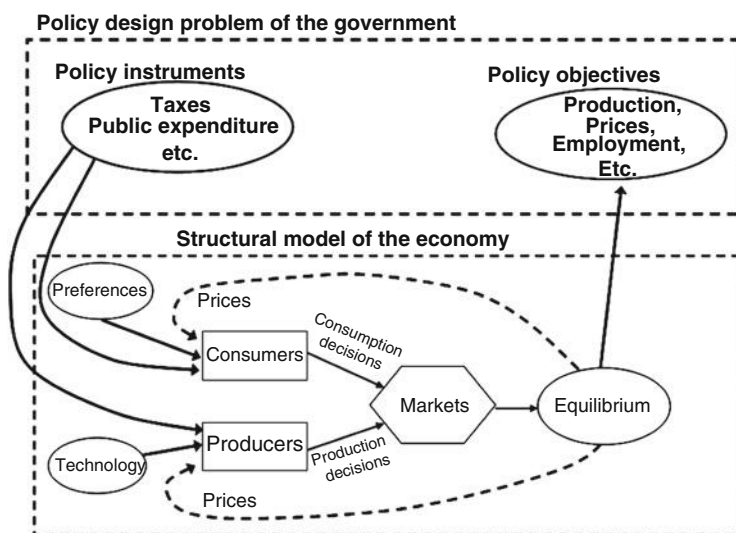 Policy design problem of the government
Policy instruments
Taxes
Public expenditure
etc.
Policy objectives
Production,
Prices,
Employment,
Etc.
Structural model of the economy
Preferences
Prices
Consumers
Consumption
decisions
Markets
Equilibrium
Producers
Production
decisions
Technology
Prices